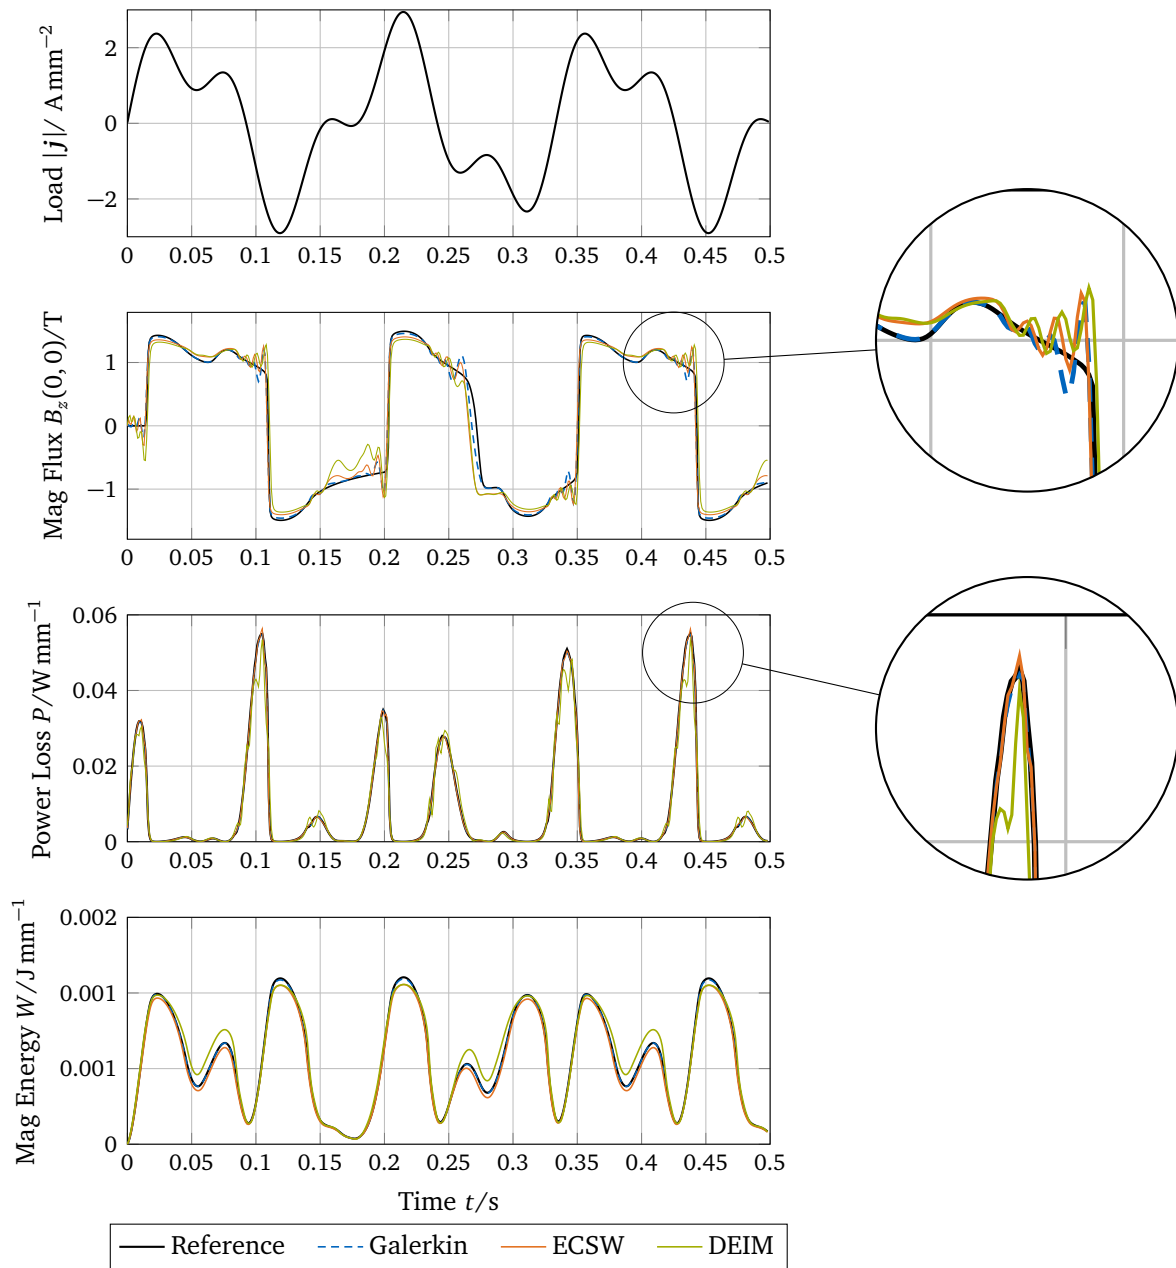 Load |j|/ Amm−2
2
0
−2
0 0.05 0.1 0.15 0.2 0.25 0.3 0.35 0.4 0.45 0.5
Mag Flux Bz(0, 0)/T
1
0
−1
0 0.05 0.1 0.15 0.2 0.25 0.3 0.35 0.4 0.45 0.5
Power Loss P/W mm−1
0.06
0.04
0.02
0
0 0.05 0.1 0.15 0.2 0.25 0.3 0.35 0.4 0.45 0.5
Mag Energy W/J mm−1
0.002
0.001
0.001
0
0 0.05 0.1 0.15 0.2 0.25 0.3 0.35 0.4 0.45 0.5
Time t/s
Reference Galerkin ECSW DEIM